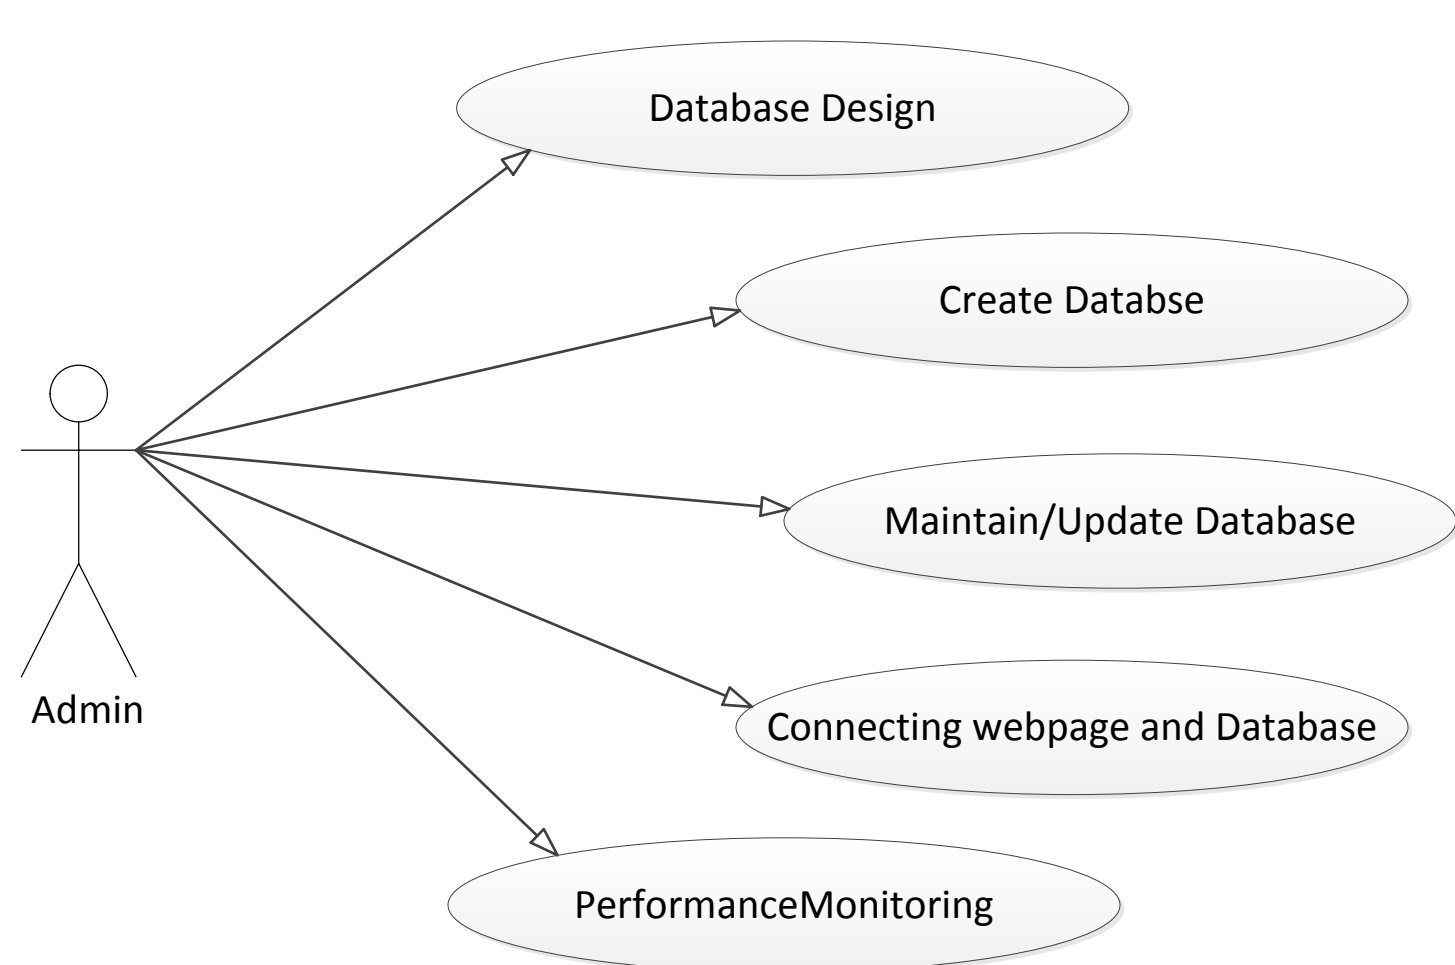 Database Design
Create Databse
Maintain/Update Database
Admin
Connecting webpage and Database
PerformanceMonitoring